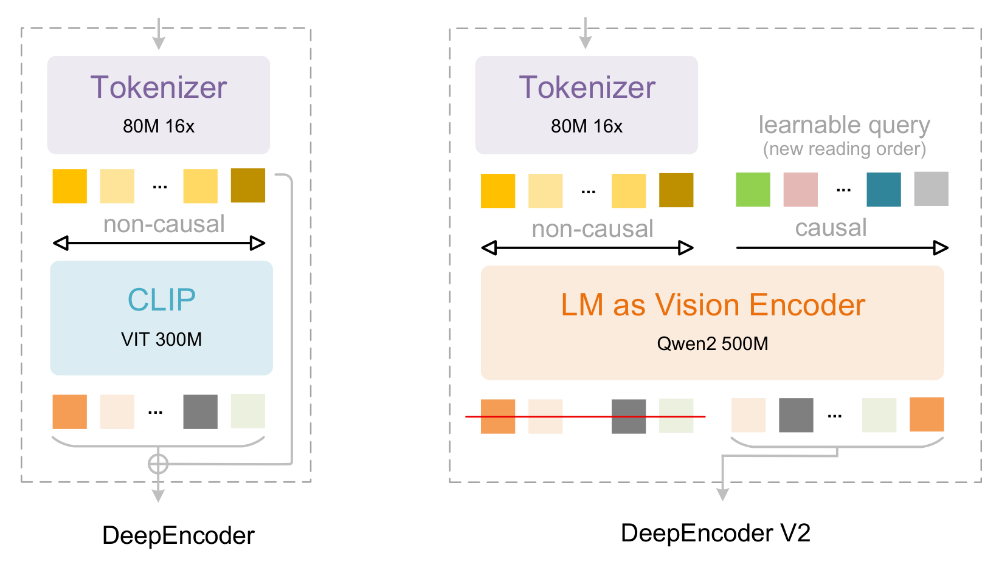 Tokenizer
80M 16x
...
non-causal
CLIP
VIT 300M
...
DeepEncoder
Tokenizer
80M 16x
learnable query
(new reading order)
...
...
non-causal
causal
LM as Vision Encoder
Qwen2 500M
...
DeepEncoder V2